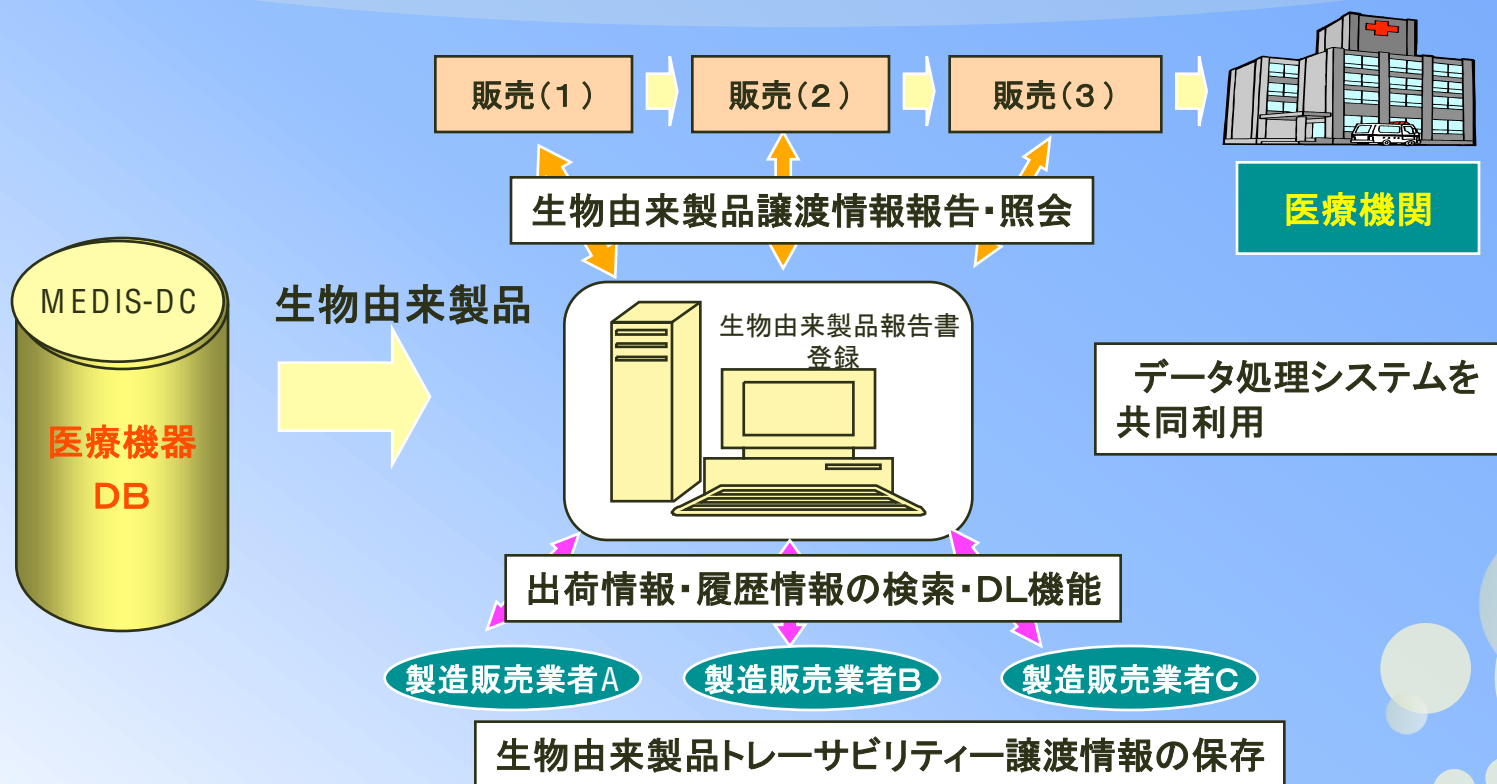 販売(1)
販売(2)
販売(3)
生物由来製品譲渡情報報告・照会
医療機関
MEDIS-DC
医療機器
DB
生物由来製品
生物由来製品報告書
登録
データ処理システムを
共同利用
出荷情報・履歴情報の検索・DL機能
製造販売業者A
製造販売業者B
製造販売業者C
生物由来製品トレーサビリティー譲渡情報の保存